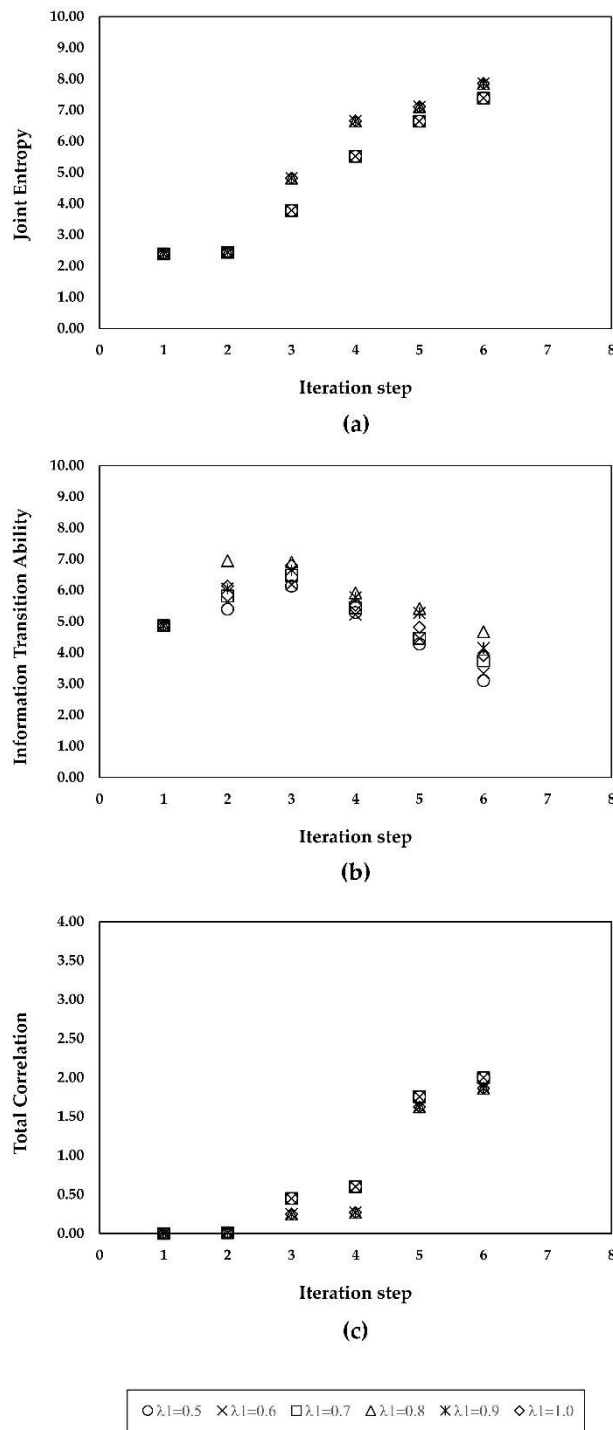 10.00
9.00
8.00
7.00
6.00
5.00
4.00
3.00
2.00
1.00
0.00
Joint Entropy
0 1 2 3 4 5 6 7 8
Iteration step
(a)
10.00
9.00
8.00
7.00
6.00
5.00
4.00
3.00
2.00
1.00
0.00
Information Transition Ability
0 1 2 3 4 5 6 7 8
Iteration step
(b)
4.00
3.50
3.00
2.50
2.00
1.50
1.00
0.50
0.00
Total Correlation
0 1 2 3 4 5 6 7 8
Iteration step
(c)
λ1=0.5 λ1=0.6 λ1=0.7 λ1=0.8 λ1=0.9 λ1=1.0